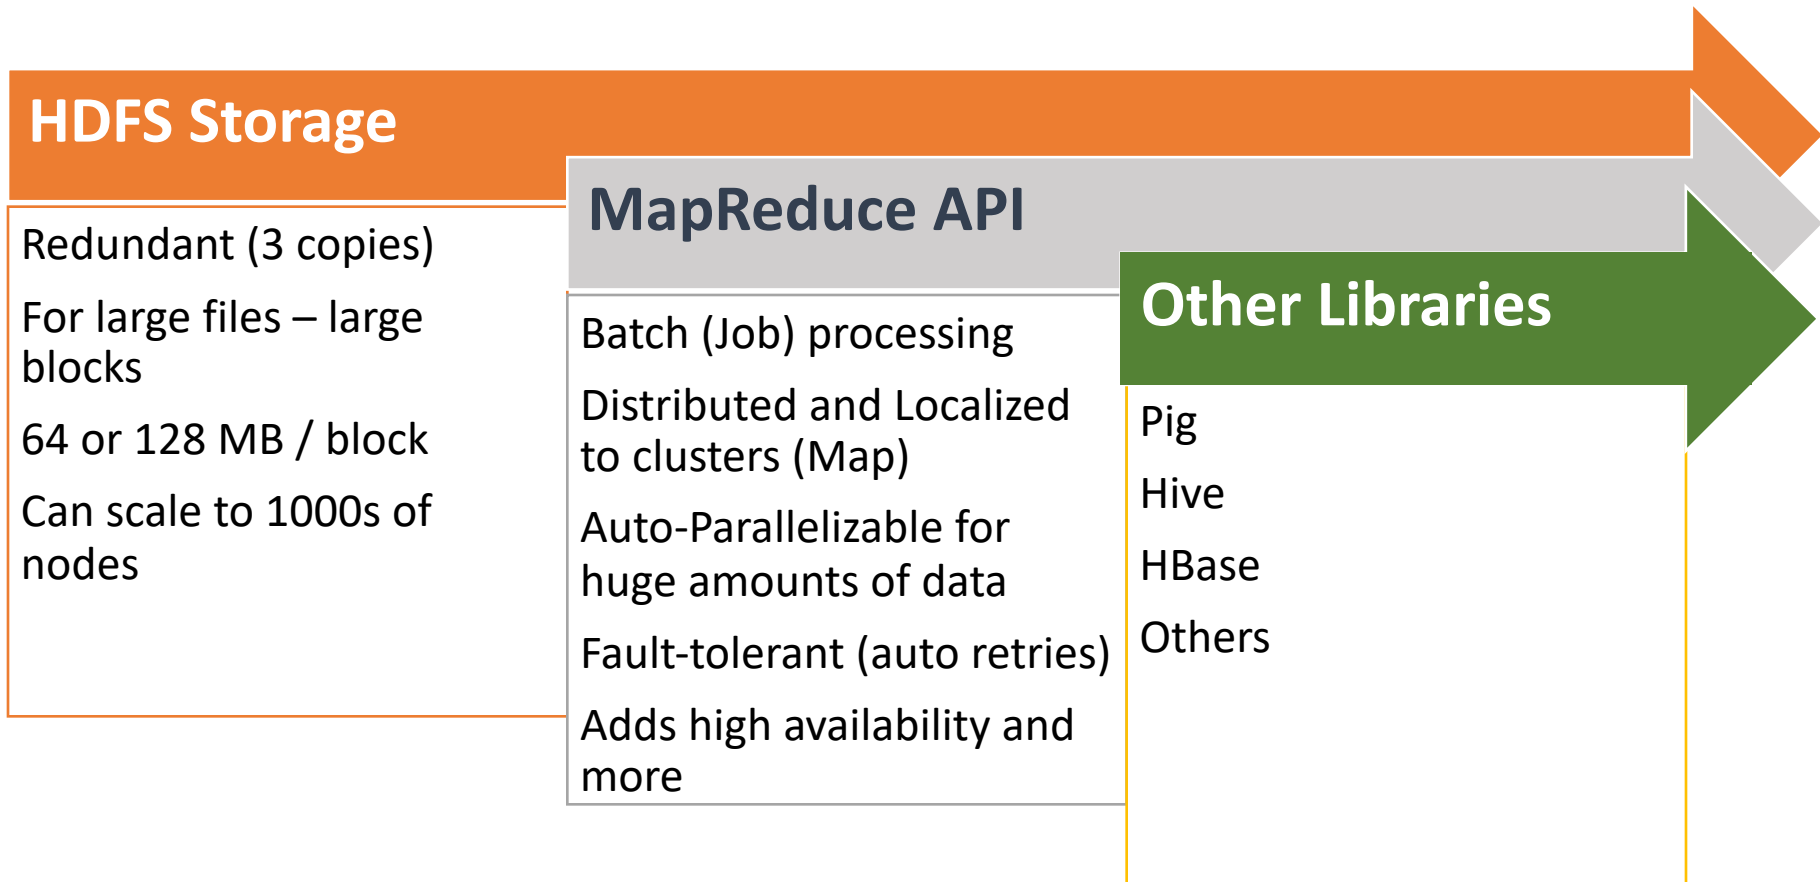 HDFS Storage
Redundant (3 copies)
For large files – large
blocks
64 or 128 MB / block
Can scale to 1000s of
nodes
MapReduce API
Batch (Job) processing
Distributed and Localized
to clusters (Map)
Auto-Parallelizable for
huge amounts of data
Fault-tolerant (auto retries)
Adds high availability and
more
Other Libraries
Pig
Hive
HBase
Others